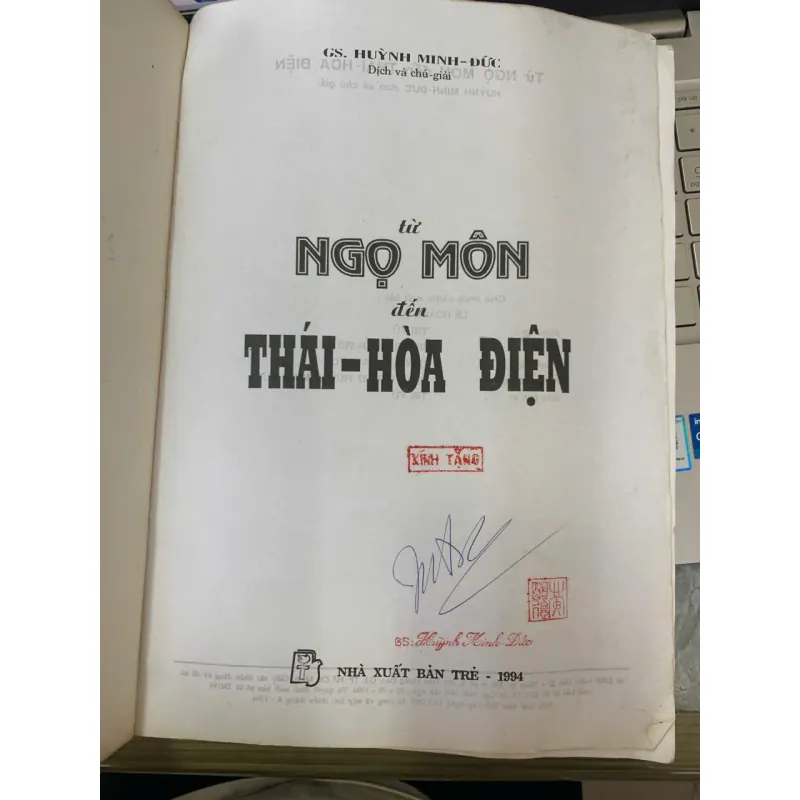 GS. HUỲNH MINH-ĐỨC
Dịch và chú-giải
từ
NGỌ MÔN
đến
THÁI-HÒA ĐIỆN
KÍNH TẶNG
GS: Huỳnh Minh Đức
NHÀ XUẤT BẢN TRẺ - 1994